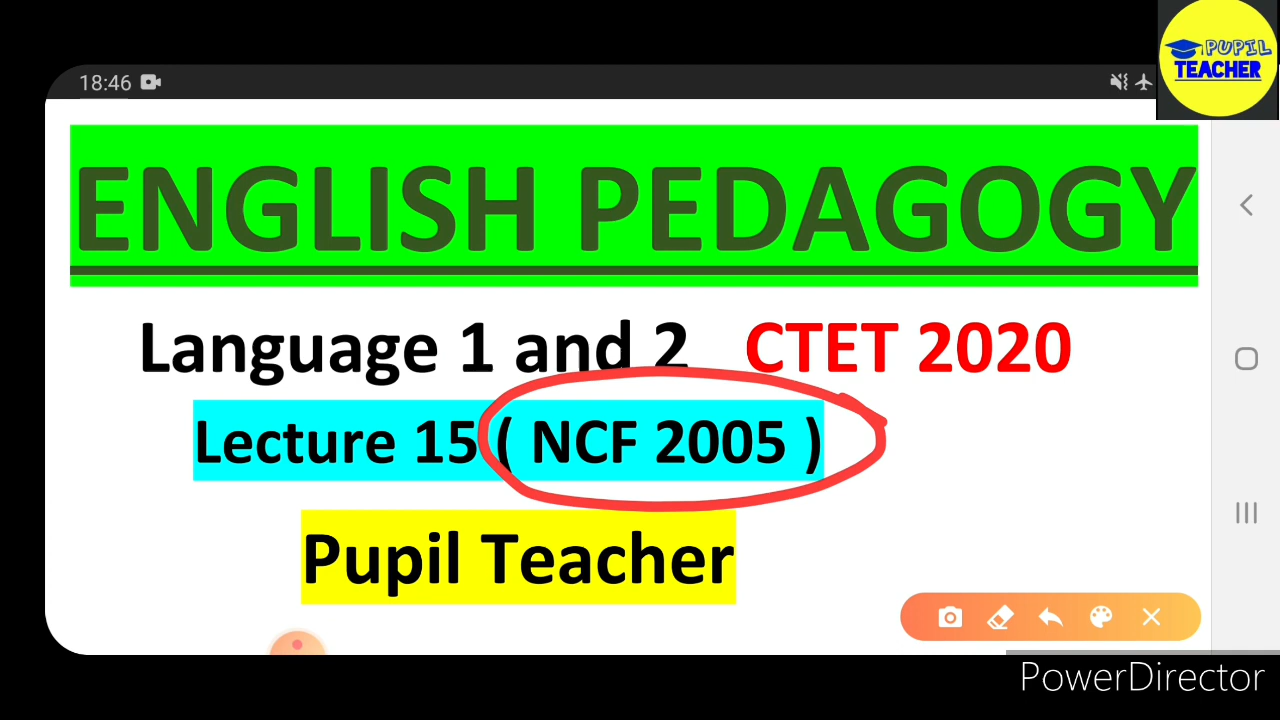 PUPIL
TEACHER
18:46
ENGLISH PEDAGOGY
Language 1 and 2 CTET 2020
Lecture 15 ( NCF 2005 )
Pupil Teacher
PowerDirector